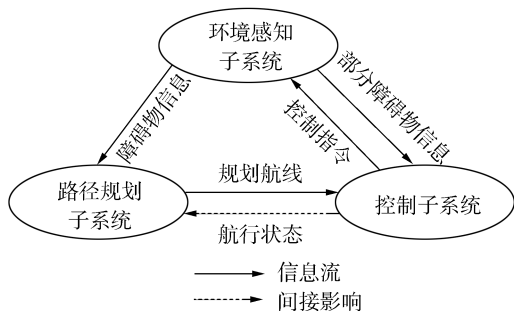 环境感知
子系统
障碍物信息
部分障碍物信息
控制指令
路径规划
子系统
规划航线
航行状态
控制子系统
信息流
间接影响